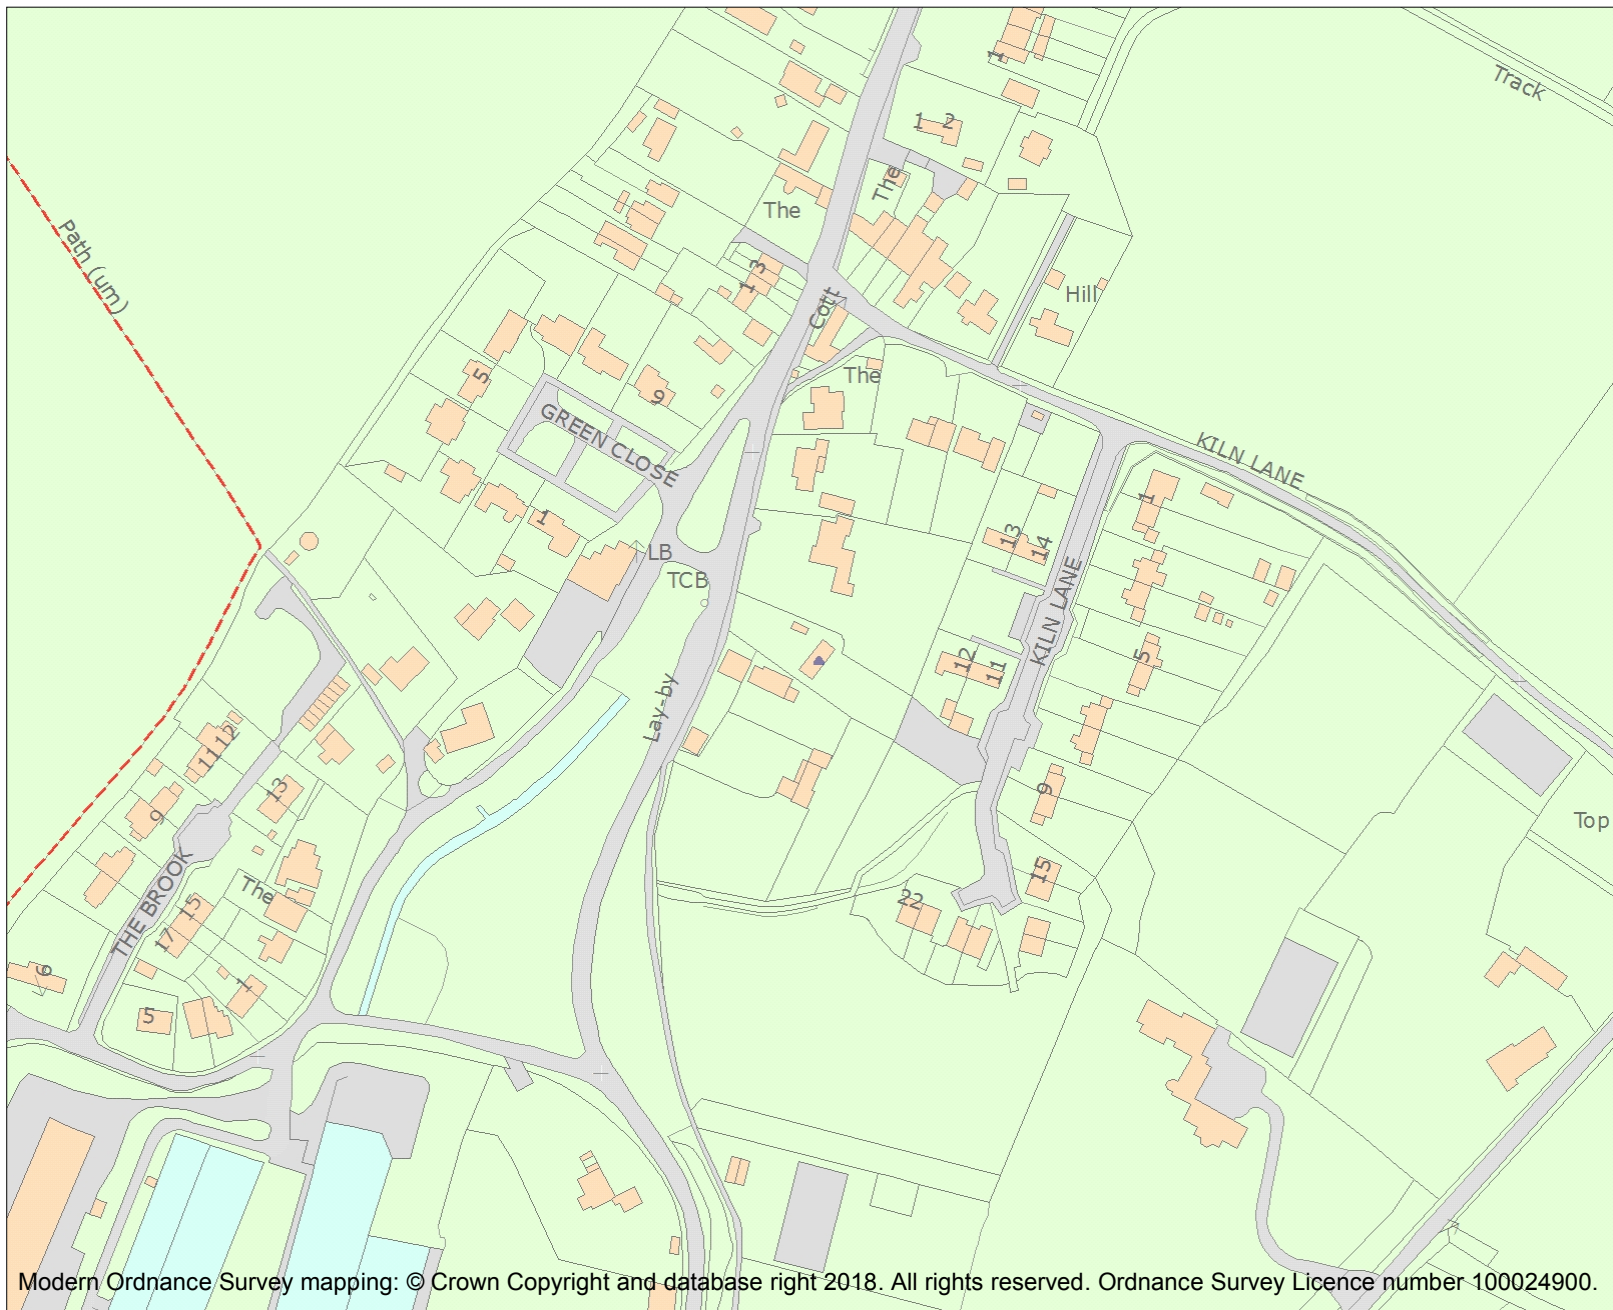 1
Track
1 2
The
The
Path (um)
1 3
Hill
Cott
The
5
9
GREEN CLOSE
KILN LANE
1
1
13
14
LB
TCB
KILN LANE
12
11
5
Lay-by
11 12
13
9
9
Top
THE BROOK
The
15
17
15
22
6
1
5
Modern Ordnance Survey mapping: © Crown Copyright and database right 2018. All rights reserved. Ordnance Survey Licence number 100024900.